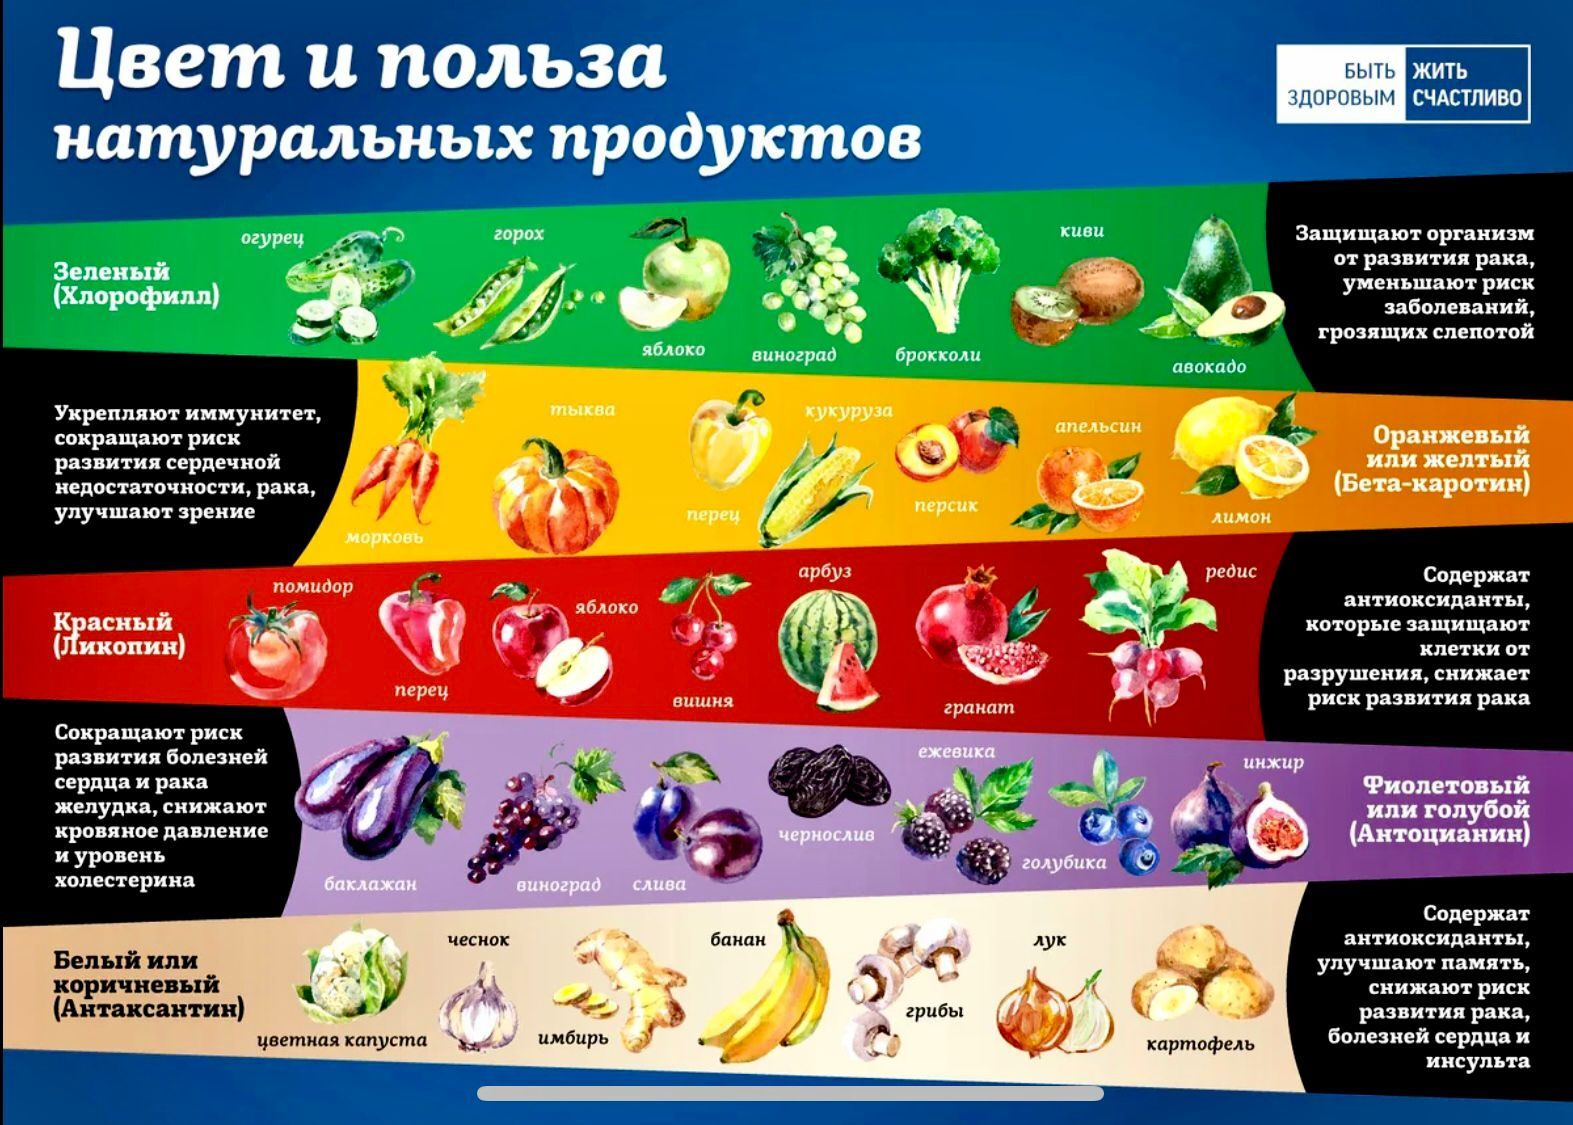 Цвет и польза
натуральных продуктов
БЫТЬ
ЗДОРОВЫМ
ЖИТЬ
СЧАСТЛИВО
Зеленый
(Хлорофилл)
огурец
горох
яблоко
виноград
брокколи
киви
авокадо
Защищают организм
от развития рака,
уменьшают риск
заболеваний,
грозящих слепотой
Укрепляют иммунитет,
сокращают риск
развития сердечной
недостаточности, рака,
улучшают зрение
морковь
тыква
перец
кукуруза
персик
апельсин
лимон
Оранжевый
или желтый
(Бета-каротин)
Красный
(Ликопин)
помидор
перец
яблоко
вишня
арбуз
гранат
редис
Содержат
антиоксиданты,
которые защищают
клетки от
разрушения, снижает
риск развития рака
Сокращают риск
развития болезней
сердца и рака
желудка, снижают
кровяное давление
и уровень
холестерина
баклажан
виноград
слива
чернослив
ежевика
голубика
инжир
Фиолетовый
или голубой
(Антоцианин)
Белый или
коричневый
(Антаксантин)
цветная капуста
чеснок
имбирь
банан
грибы
лук
картофель
Содержат
антиоксиданты,
улучшают память,
снижают риск
развития рака,
болезней сердца и
инсульта